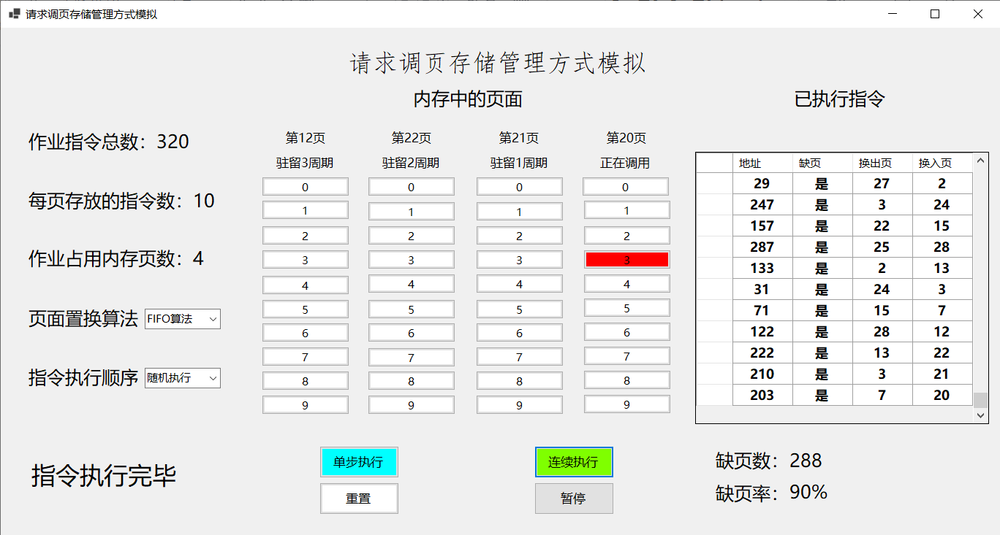 请求调页存储管理方式模拟
请求调页存储管理方式模拟
内存中的页面
已执行指令
作业指令总数：320
每页存放的指令数：10
作业占用内存页数：4
页面置换算法 FIFO算法
指令执行顺序 随机执行
第12页 第22页 第21页 第20页
驻留3周期 驻留2周期 驻留1周期 正在调用
0 0 0 0
1 1 1 1
2 2 2 2
3 3 3 3
4 4 4 4
5 5 5 5
6 6 6 6
7 7 7 7
8 8 8 8
9 9 9 9
地址 缺页 换出页 换入页
29 是 27 2
247 是 3 24
157 是 22 15
287 是 25 28
133 是 2 13
31 是 24 3
71 是 15 7
122 是 28 12
222 是 13 22
210 是 3 21
203 是 7 20
指令执行完毕
单步执行 连续执行
重置 暂停
缺页数：288
缺页率：90%